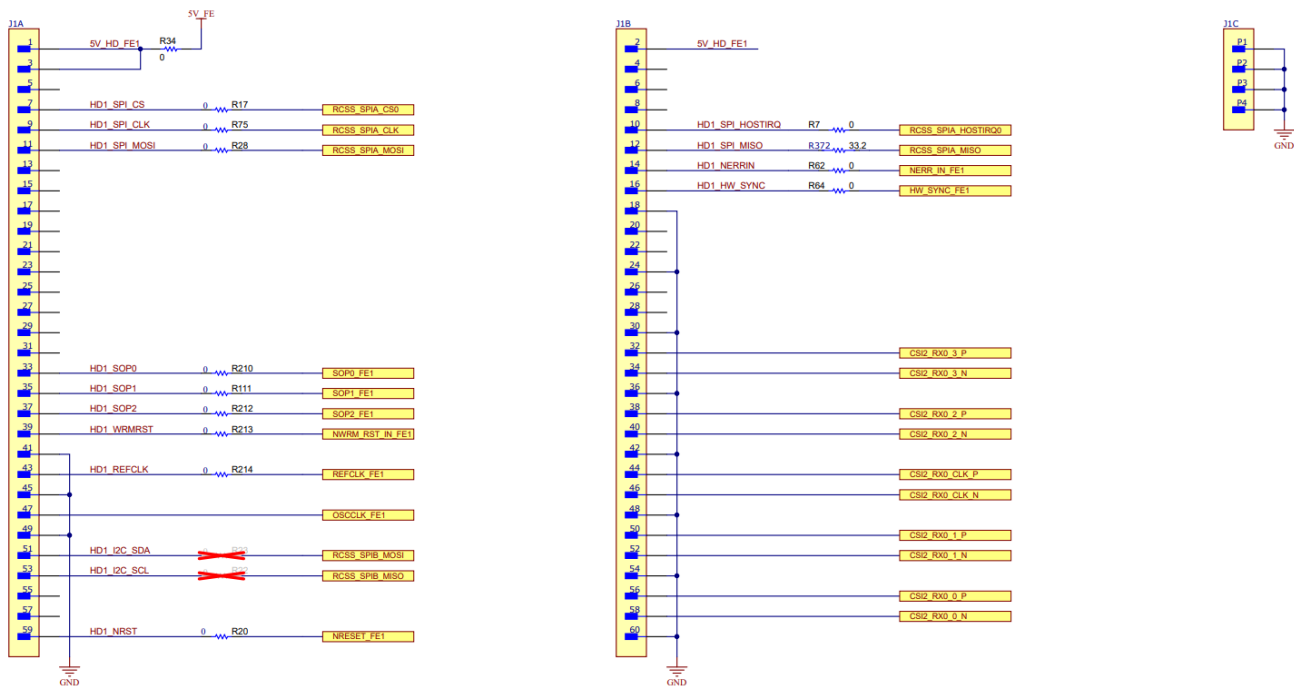 5V_FE
J1A
J1B
J1C
1 5V_HD_FE1 R34
0
3
5
7 HD1_SPI_CS 0 R17 RCSS_SPIA_CS0
9 HD1_SPI_CLK 0 R75 RCSS_SPIA_CLK
11 HD1_SPI_MOSI 0 R28 RCSS_SPIA_MOSI
13
15
17
19
21
23
25
27
29
31
33 HD1_SOP0 0 R210 SOP0_FE1
35 HD1_SOP1 0 R111 SOP1_FE1
37 HD1_SOP2 0 R212 SOP2_FE1
39 HD1_WRMRST 0 R213 NWRM_RST_IN_FE1
41
43 HD1_REFCLK 0 R214 REFCLK_FE1
45
47 OSCCLK_FE1
49
51 HD1_I2C_SDA RCSS_SPIB_MOSI
53 HD1_I2C_SCL RCSS_SPIB_MISO
55
57
59 HD1_NRST 0 R20 NRESET_FE1
GND
2 5V_HD_FE1
4
6
8
10 HD1_SPI_HOSTIRQ R7 0 RCSS_SPIA_HOSTIRQ0
12 HD1_SPI_MISO R372 33.2 RCSS_SPIA_MISO
14 HD1_NERRIN R62 0 NERR_IN_FE1
16 HD1_HW_SYNC R64 0 HW_SYNC_FE1
18
20
22
24
26
28
30
32 CSI2_RX0_3_P
34 CSI2_RX0_3_N
36
38 CSI2_RX0_2_P
40 CSI2_RX0_2_N
42
44 CSI2_RX0_CLK_P
46 CSI2_RX0_CLK_N
48
50 CSI2_RX0_1_P
52 CSI2_RX0_1_N
54
56 CSI2_RX0_0_P
58 CSI2_RX0_0_N
60
GND
P1
P2
P3
P4
GND